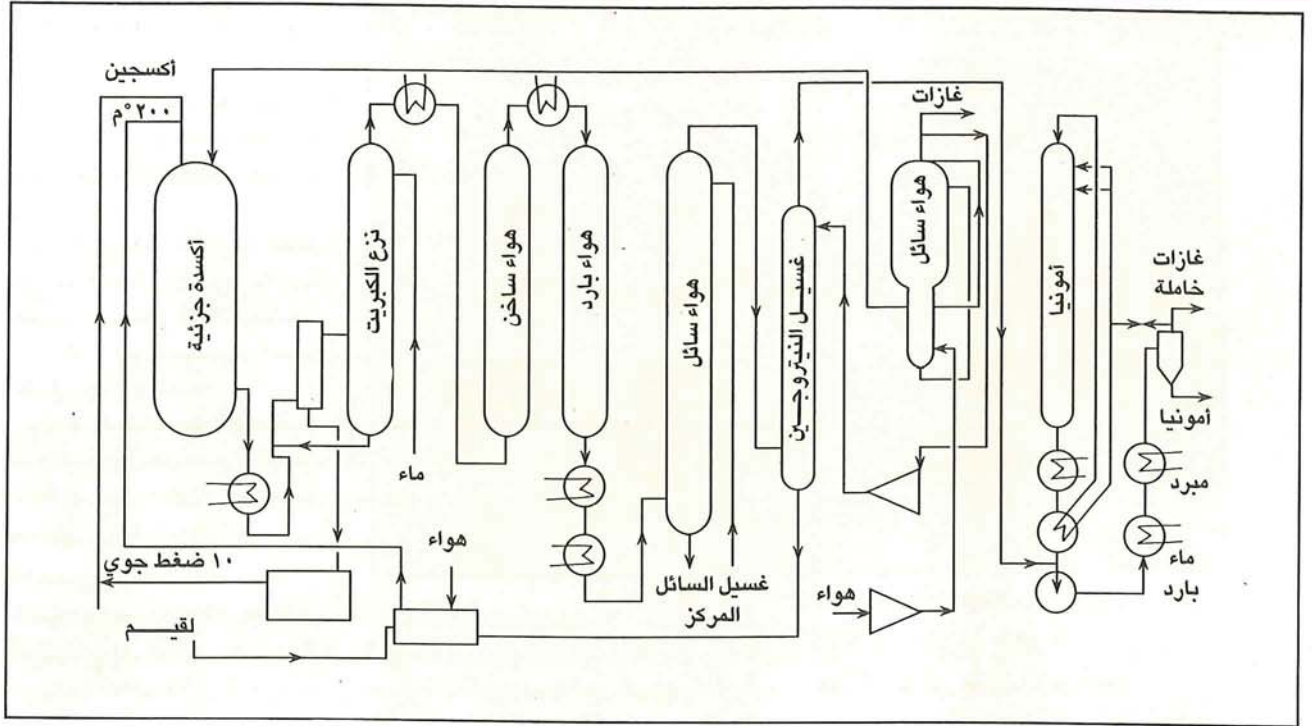 أكسجين
٢٠٠ °م
أكسدة جزئية
نزع الكبريت
ماء
هواء ساخن
هواء بارد
هواء سائل
غسيل السائل
المركز
غسيل النيتروجين
غازات
هواء سائل
أمونيا
غازات
خاملة
أمونيا
مبرد
ماء
بارد
هواء
هواء
١٠ ضغط جوي
لقيم